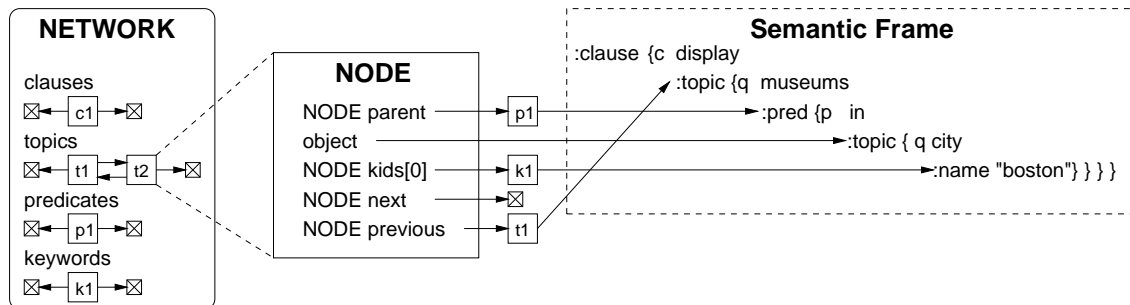 NETWORK
clauses
c1
topics
t1 t2
predicates
p1
keywords
k1
NODE
NODE parent p1
object
NODE kids[0] k1
NODE next
NODE previous t1
Semantic Frame
:clause {c display
:topic {q museums
:pred {p in
:topic { q city
:name "boston"} } } }